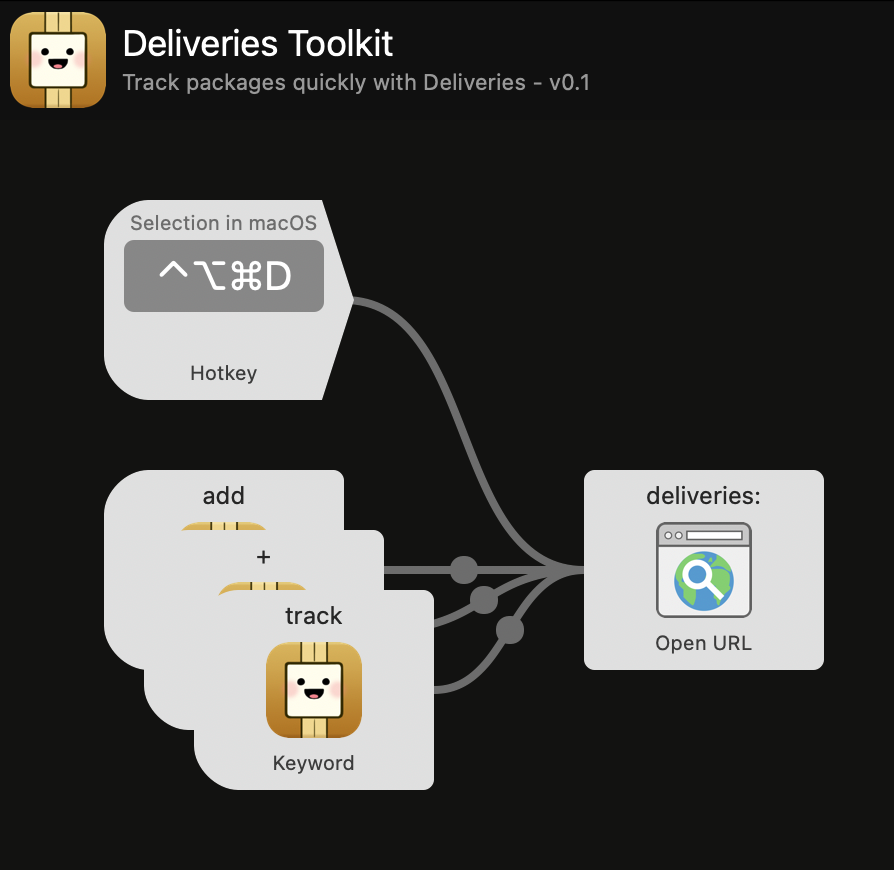 Deliveries Toolkit
Track packages quickly with Deliveries - v0.1
Selection in macOS
^⌥⌘D
Hotkey
add
+
track
Keyword
deliveries:
Open URL